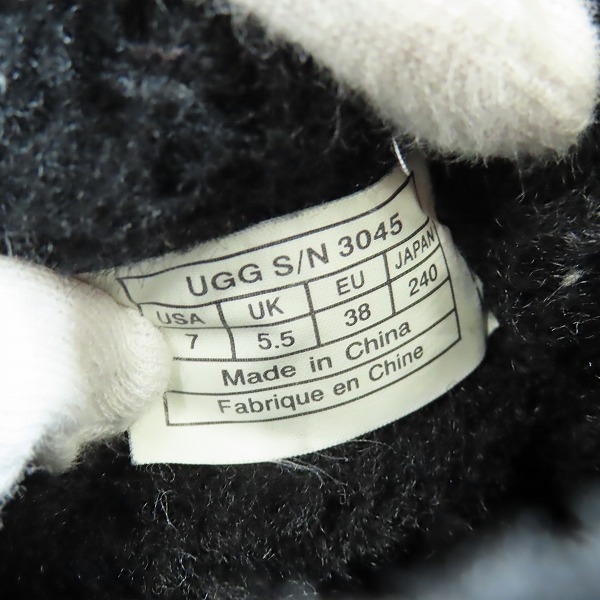 UGG S/N 3045
USA UK EU JAPAN
7 5.5 38 240
Made in China
Fabrique en Chine